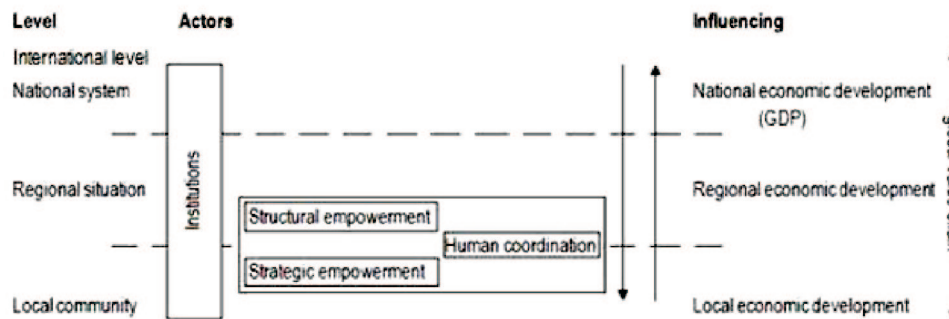 Level Actors Influencing
International level
National system National economic development
(GDP)
Institutions
Regional situation Regional economic development
Structural empowerment
Human coordination
Strategic empowerment
Local community Local economic development